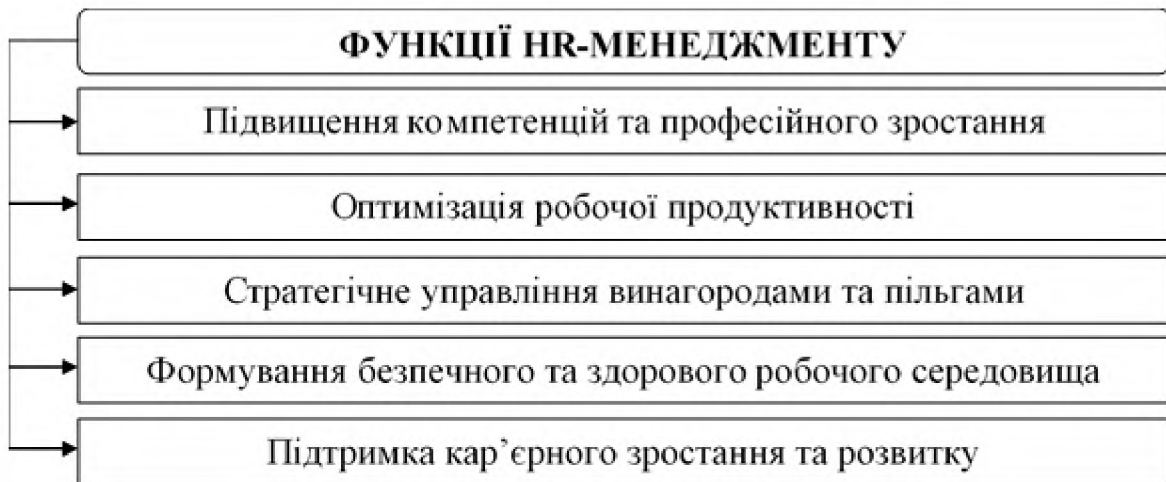 ФУНКЦІЇ HR-МЕНЕДЖМЕНТУ
Підвищення компетенцій та професійного зростання
Оптимізація робочої продуктивності
Стратегічне управління винагородами та пільгами
Формування безпечного та здорового робочого середовища
Підтримка кар’єрного зростання та розвитку